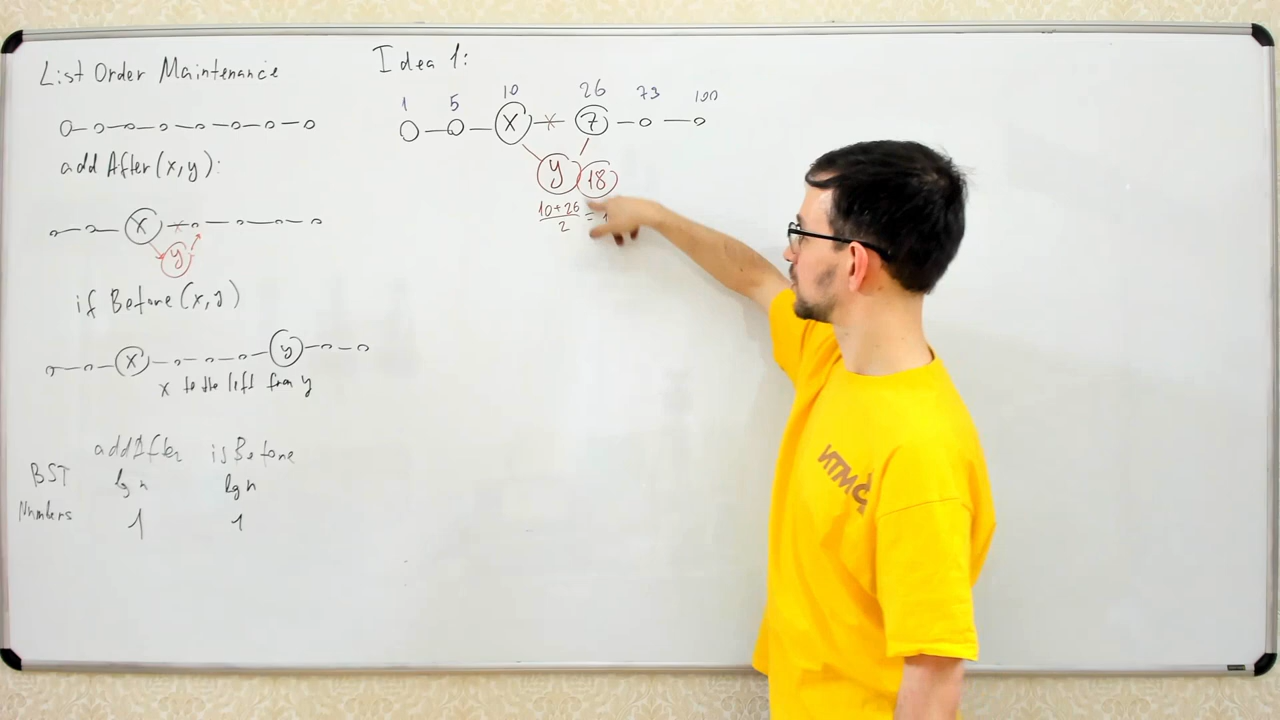 List Order Maintenance
add After (x, y):
x
y
if Before (x, y)
x
y
x to the left from y
addAfter isBefore
BST lg n lg n
Numbers 1 1
Idea 1:
1 5 10 26 73 100
x
7
y 18
10+26
2
=
ИТМО